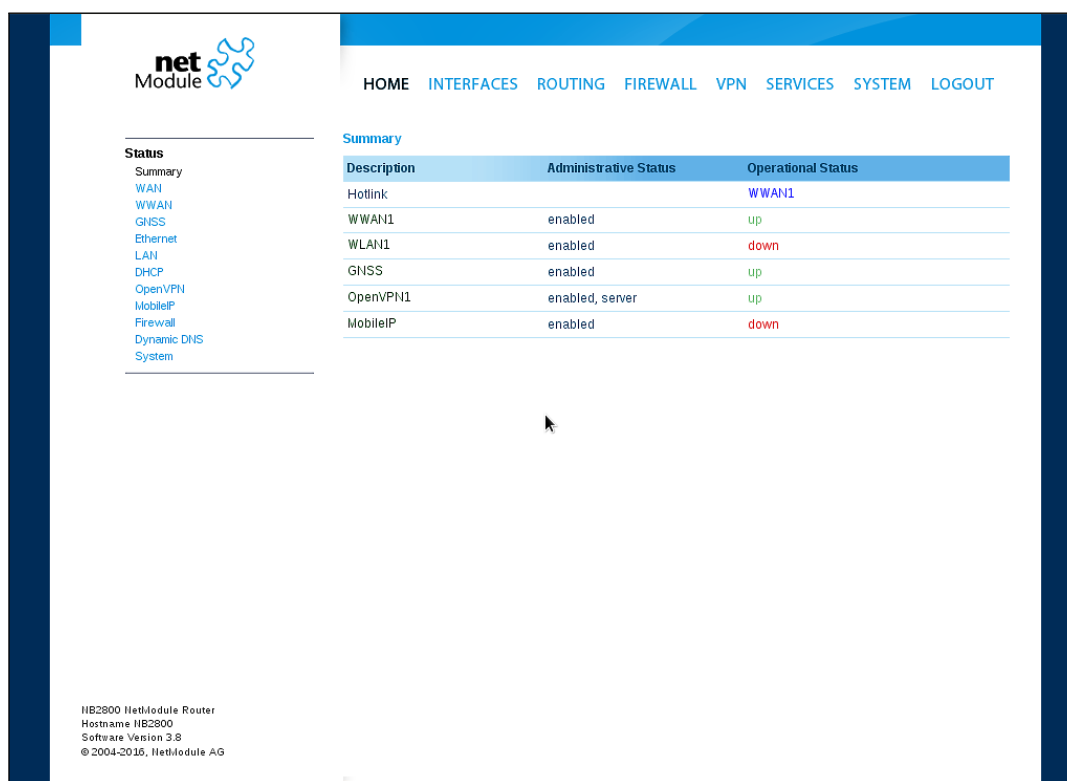 net
Module
HOME INTERFACES ROUTING FIREWALL VPN SERVICES SYSTEM LOGOUT
Status
Summary
WAN
WWAN
GNSS
Ethernet
LAN
DHCP
OpenVPN
MobileIP
Firewall
Dynamic DNS
System
Summary
Description Administrative Status Operational Status
Hotlink WWAN1
WWAN1 enabled up
WLAN1 enabled down
GNSS enabled up
OpenVPN1 enabled, server up
MobileIP enabled down
NB2800 NetModule Router
Hostname NB2800
Software Version 3.8
© 2004-2016, NetModule AG